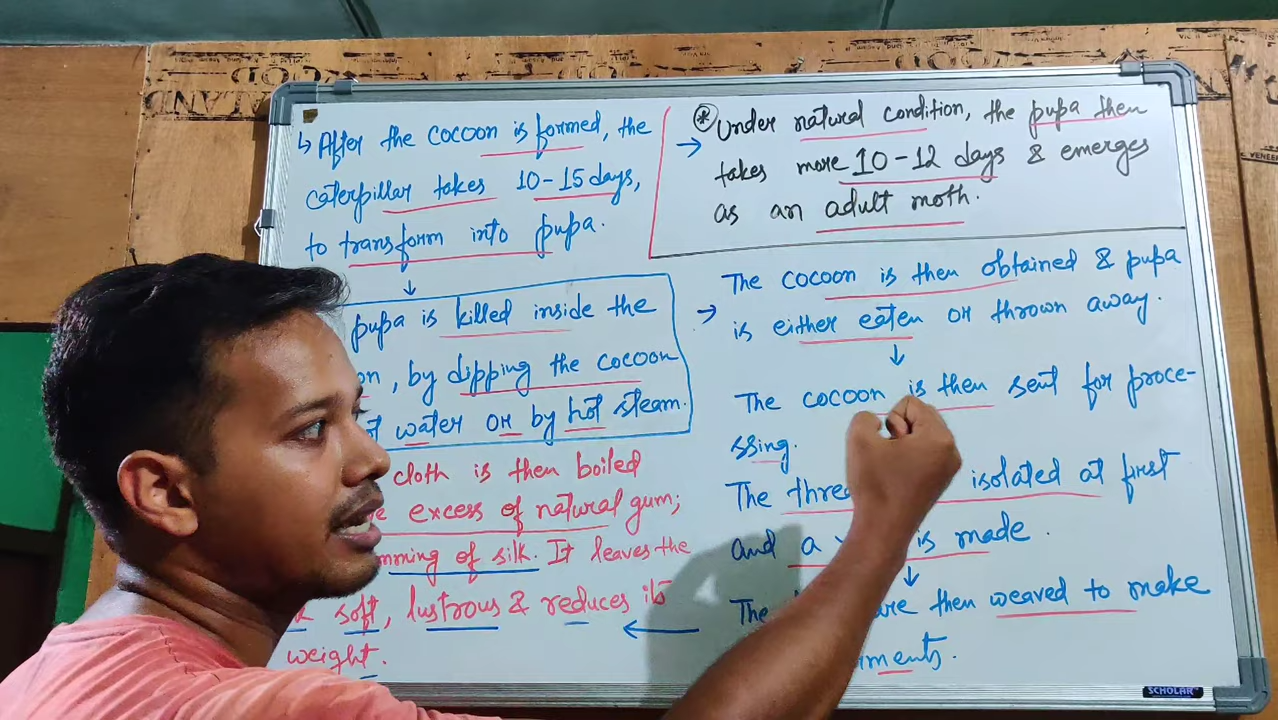 ↳ After the cocoon is formed, the
caterpillar takes 10-15 days,
to transform into pupa.
↓
pupa is killed inside the
, by dipping the cocoon
water or by hot steam.
cloth is then boiled
excess of natural gum;
of silk. It leaves the
soft, lustrous & reduces its
weight.
* Under natural condition, the pupa then
→ takes more 10-12 days & emerges
as an adult moth.
The cocoon is then obtained & pupa
→ is either eaten or thrown away.
↓
The cocoon is then sent for proce-
ssing.
The isolated at first
and a is made.
↓
The then weaved to make
←
SCHOLAR